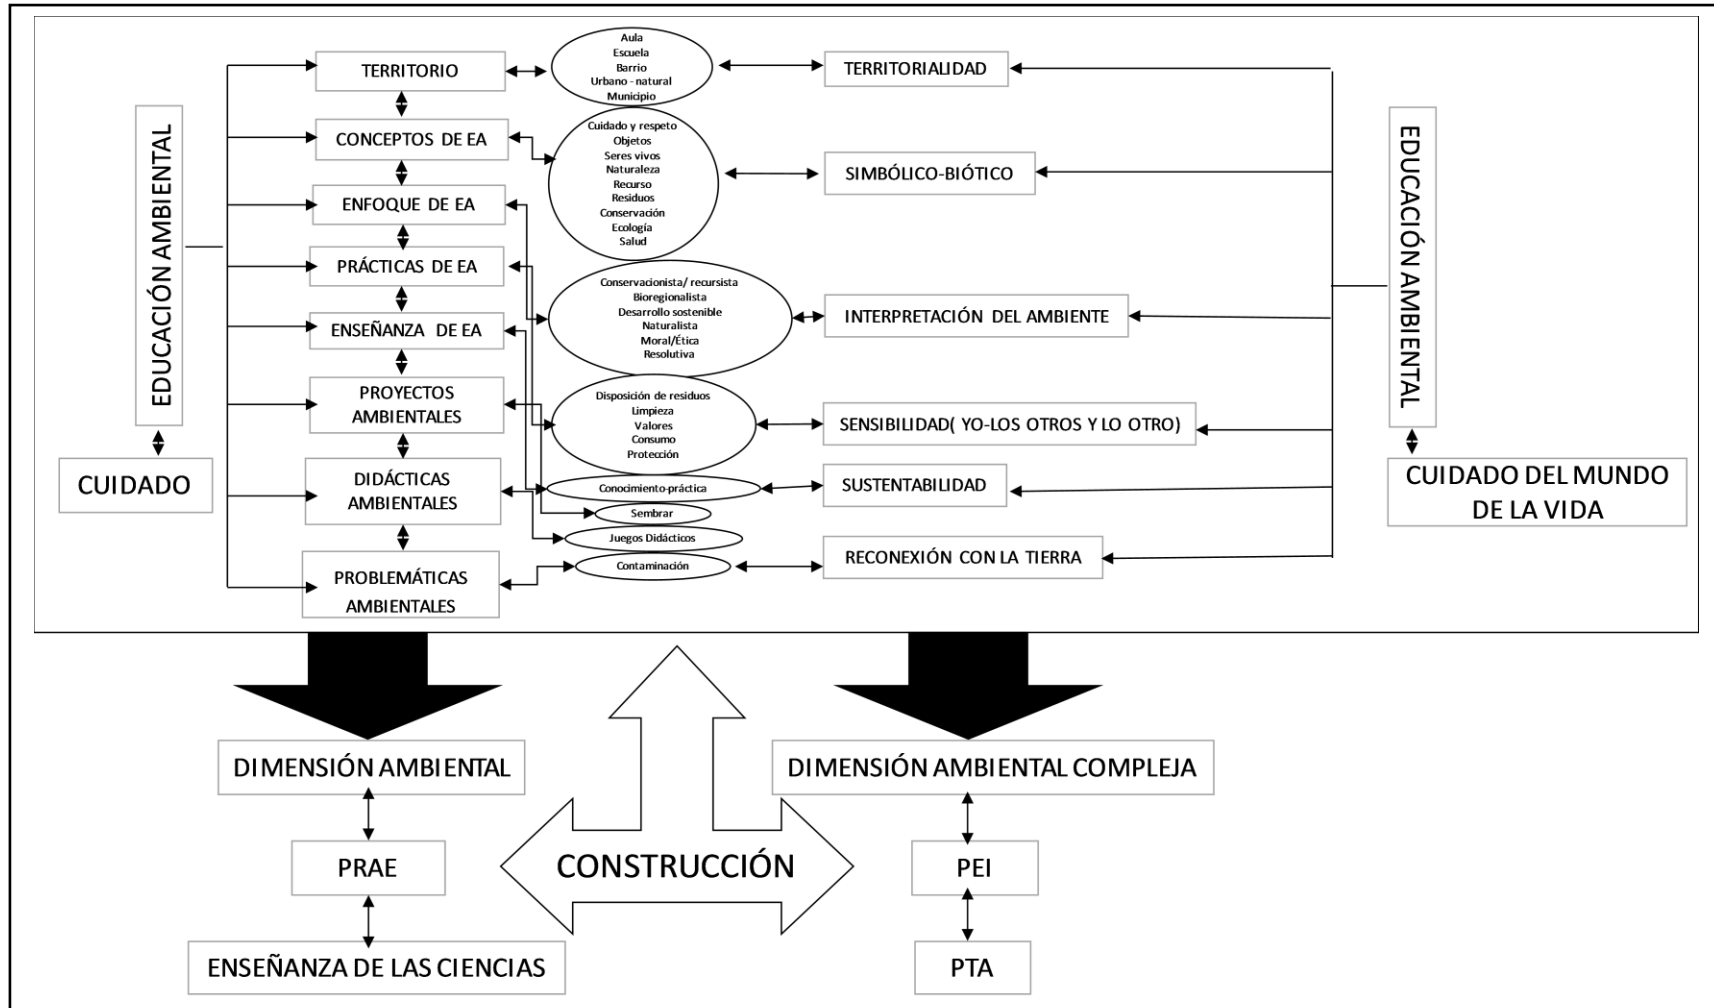 EDUCACIÓN AMBIENTAL
CUIDADO
TERRITORIO
CONCEPTOS DE EA
ENFOQUE DE EA
PRÁCTICAS DE EA
ENSEÑANZA DE EA
PROYECTOS
AMBIENTALES
DIDÁCTICAS
AMBIENTALES
PROBLEMÁTICAS
AMBIENTALES
Aula
Escuela
Barrio
Urbano - natural
Municipio
Cuidado y respeto
Objetos
Seres vivos
Naturaleza
Recurso
Residuos
Conservación
Ecología
Salud
Conservacionista/ recursista
Bioregionalista
Desarrollo sostenible
Naturalista
Moral/Ética
Resolutiva
Disposición de residuos
Limpieza
Valores
Consumo
Protección
Conocimiento-práctica
Sembrar
Juegos Didácticos
Contaminación
TERRITORIALIDAD
SIMBÓLICO-BIÓTICO
INTERPRETACIÓN DEL AMBIENTE
SENSIBILIDAD( YO-LOS OTROS Y LO OTRO)
SUSTENTABILIDAD
RECONEXIÓN CON LA TIERRA
EDUCACIÓN AMBIENTAL
CUIDADO DEL MUNDO
DE LA VIDA
DIMENSIÓN AMBIENTAL
PRAE
ENSEÑANZA DE LAS CIENCIAS
CONSTRUCCIÓN
DIMENSIÓN AMBIENTAL COMPLEJA
PEI
PTA